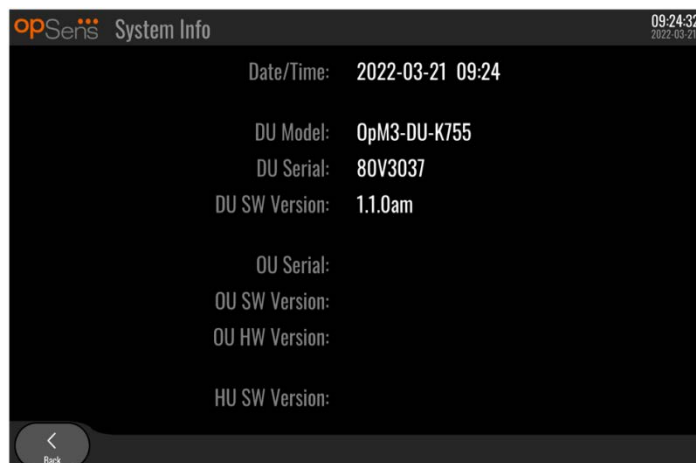 opSens System Info 09:24:32
2022-03-21
Date/Time: 2022-03-21 09:24
DU Model: OpM3-DU-K755
DU Serial: 80V3037
DU SW Version: 1.1.0am
OU Serial:
OU SW Version:
OU HW Version:
HU SW Version:
Back